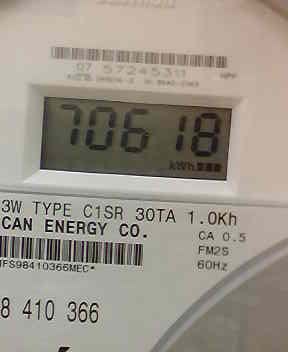 07 57245311
70618
kWh
3W TYPE C1SR 30TA 1.0Kh
CAN ENERGY CO.
CA 0.5
FM2S
60Hz
IFS98410366MEC*
8 410 366